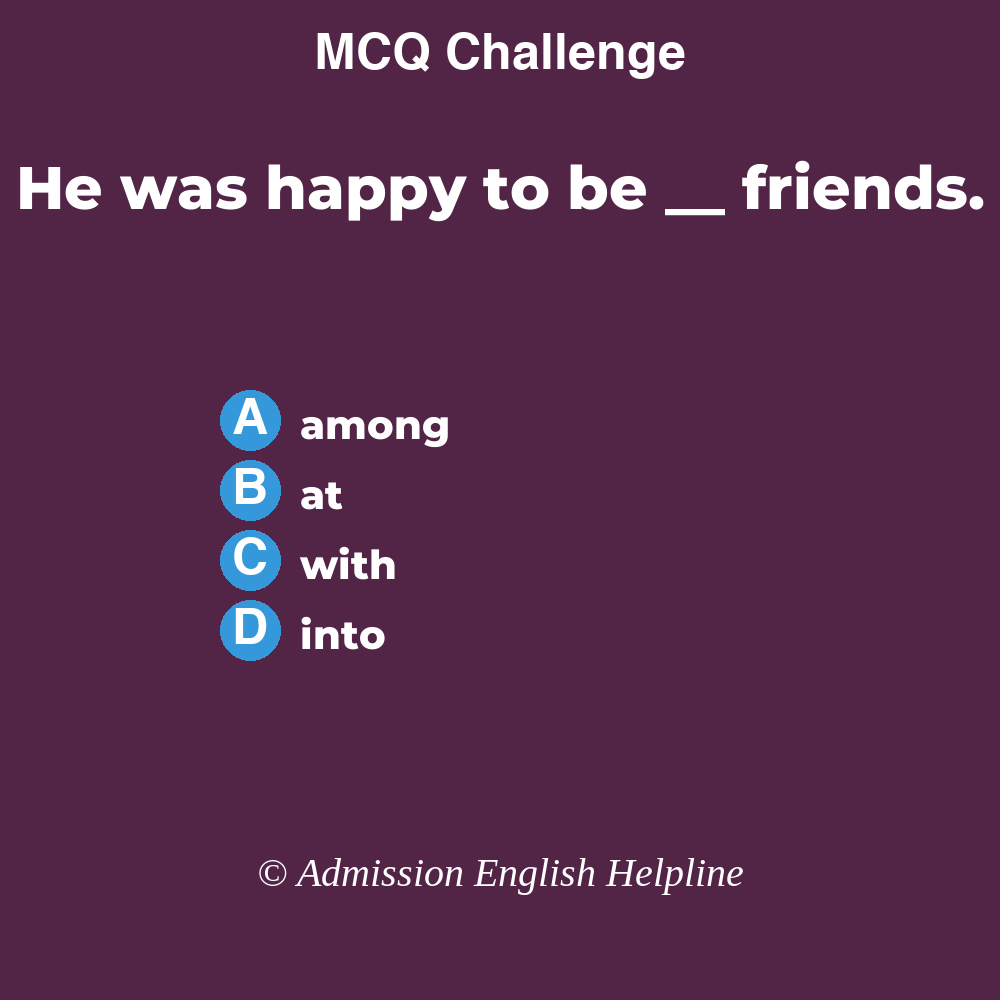 MCQ Challenge
He was happy to be __ friends.
A among
B at
C with
D into
© Admission English Helpline